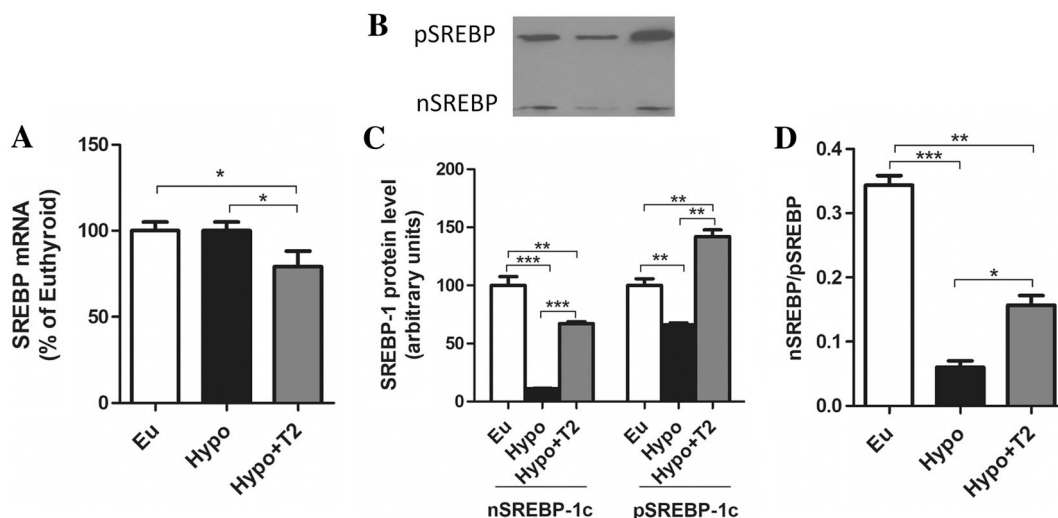 B
pSREBP
nSREBP
A
SREBP mRNA
(% of Euthyroid)
150
100
50
0
*
*
Eu
Hypo
Hypo+T2
C
SREBP-1 protein level
(arbitrary units)
200
150
100
50
0
**
***
***
**
**
**
Eu
Hypo
Hypo+T2
Eu
Hypo
Hypo+T2
nSREBP-1c
pSREBP-1c
D
nSREBP/pSREBP
0.4
0.3
0.2
0.1
0.0
**
***
*
Eu
Hypo
Hypo+T2